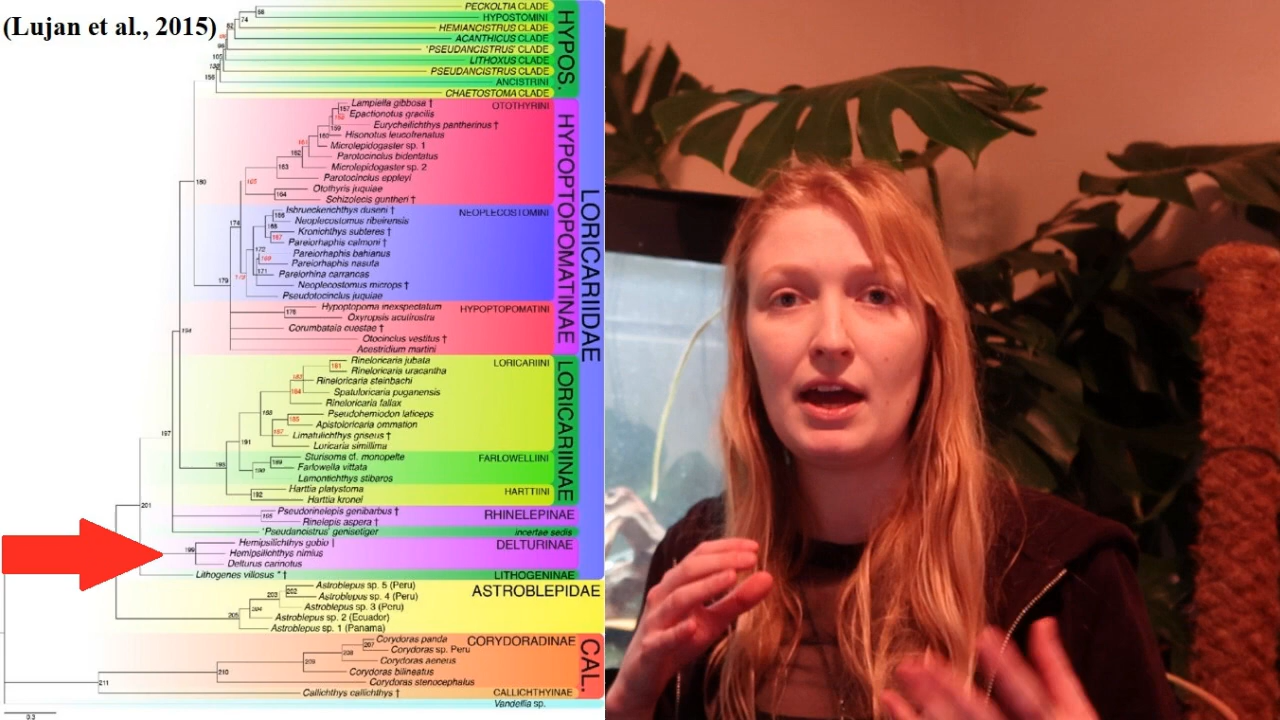 (Lujan et al., 2015)
PECKOLTIA CLADE
HYPOSTOMINI
HEMIANCISTRUS CLADE
ACANTHICUS CLADE
'PSEUDANCISTRUS' CLADE
LITHOXUS CLADE
PSEUDANCISTRUS CLADE
ANCISTRINI
CHAETOSTOMA CLADE
HYPOS.
Lampiella gibbosa †
OTOTHYRINI
Epactionotus gracilis
Eurycheilichthys pantherinus †
Hisonotus leucofrenatus
Microlepidogaster sp. 1
Parotocinclus bidentatus
Microlepidogaster sp. 2
Parotocinclus eppleyi
Otothyris juquiae
Schizolecis guntheri †
Isbrueckerichthys duseni †
NEOPLECOSTOMINI
Neoplecostomus ribeirensis
Kronichthys subteres †
Pareiorhaphis calmoni †
Pareiorhaphis bahianus
Pareiorhaphis nasuta
Pareiorhina carrancas
Neoplecostomus microps †
Pseudotocinclus juquiae
Hypoptopoma inexspectatum
HYPOPTOPOMATINI
Oxyropsis acutirostra
Corumbataia cuestae †
Otocinclus vestitus †
Acestridium martini
HYPOPTOPOMATINAE
LORICARIIDAE
Rineloricaria jubata
LORICARIINI
Rineloricaria uracantha
Rineloricaria steinbachi
Spatuloricaria puganensis
Rineloricaria fallax
Pseudohemiodon laticeps
Apistoloricaria ommation
Limatulichthys griseus †
Loricaria simillima
Sturisoma cf. monopelte
FARLOWELLIINI
Farlowella vittata
Lamontichthys stibaros
Harttia platystoma
HARTTIINI
Harttia kronei
LORICARIINAE
Pseudorinelepis genibarbus †
RHINELEPINAE
Rinelepis aspera †
'Pseudancistrus' genisetiger
incertae sedis
Hemipsilichthys gobio †
DELTURINAE
Hemipsilichthys nimius
Delturus carinotus
Lithogenes villosus * †
LITHOGENINAE
Astroblepus sp. 5 (Peru)
ASTROBLEPIDAE
Astroblepus sp. 4 (Peru)
Astroblepus sp. 3 (Peru)
Astroblepus sp. 2 (Ecuador)
Astroblepus sp. 1 (Panama)
Corydoras panda
CORYDORADINAE
Corydoras sp. Peru
Corydoras aeneus
Corydoras bilineatus
Corydoras stenocephalus
Callichthys callichthys †
CALLICHTHYINAE
CAL.
Vandellia sp.
0.3